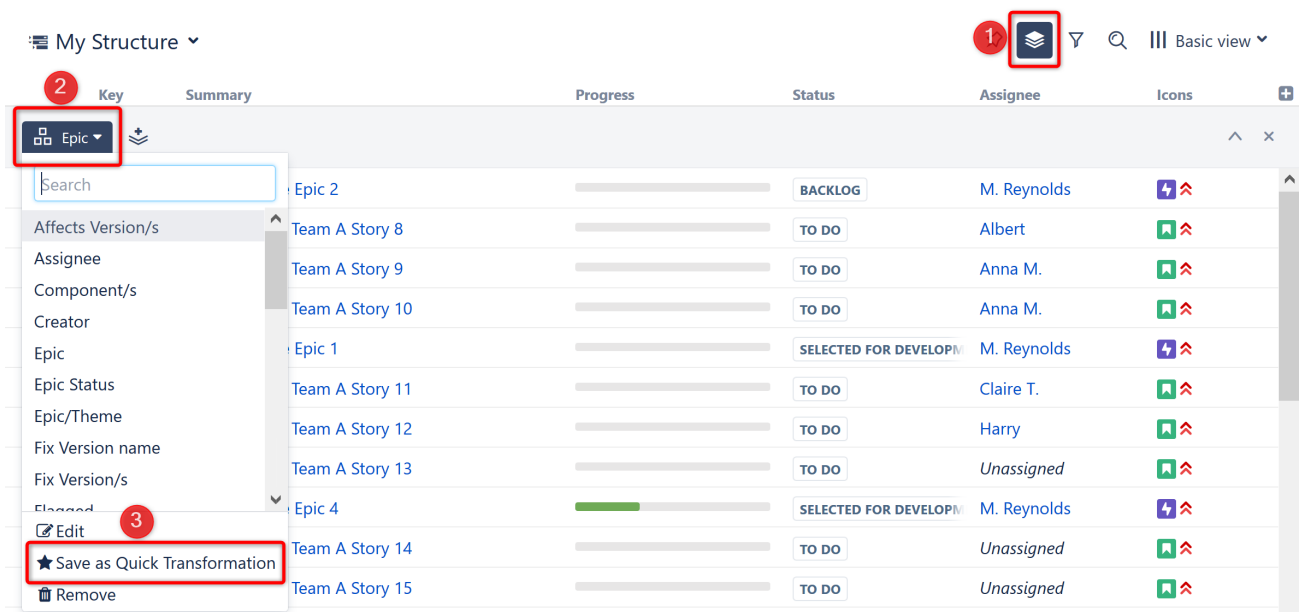 My Structure
1
Basic view
2
Key Summary Progress Status Assignee Icons
Epic
Search
Affects Version/s
Assignee
Component/s
Creator
Epic
Epic Status
Epic/Theme
Fix Version name
Fix Version/s
Flagged
3
Edit
Save as Quick Transformation
Remove
Epic 2 BACKLOG M. Reynolds
Team A Story 8 TO DO Albert
Team A Story 9 TO DO Anna M.
Team A Story 10 TO DO Anna M.
Epic 1 SELECTED FOR DEVELOPM M. Reynolds
Team A Story 11 TO DO Claire T.
Team A Story 12 TO DO Harry
Team A Story 13 TO DO Unassigned
Epic 4 SELECTED FOR DEVELOPM M. Reynolds
Team A Story 14 TO DO Unassigned
Team A Story 15 TO DO Unassigned